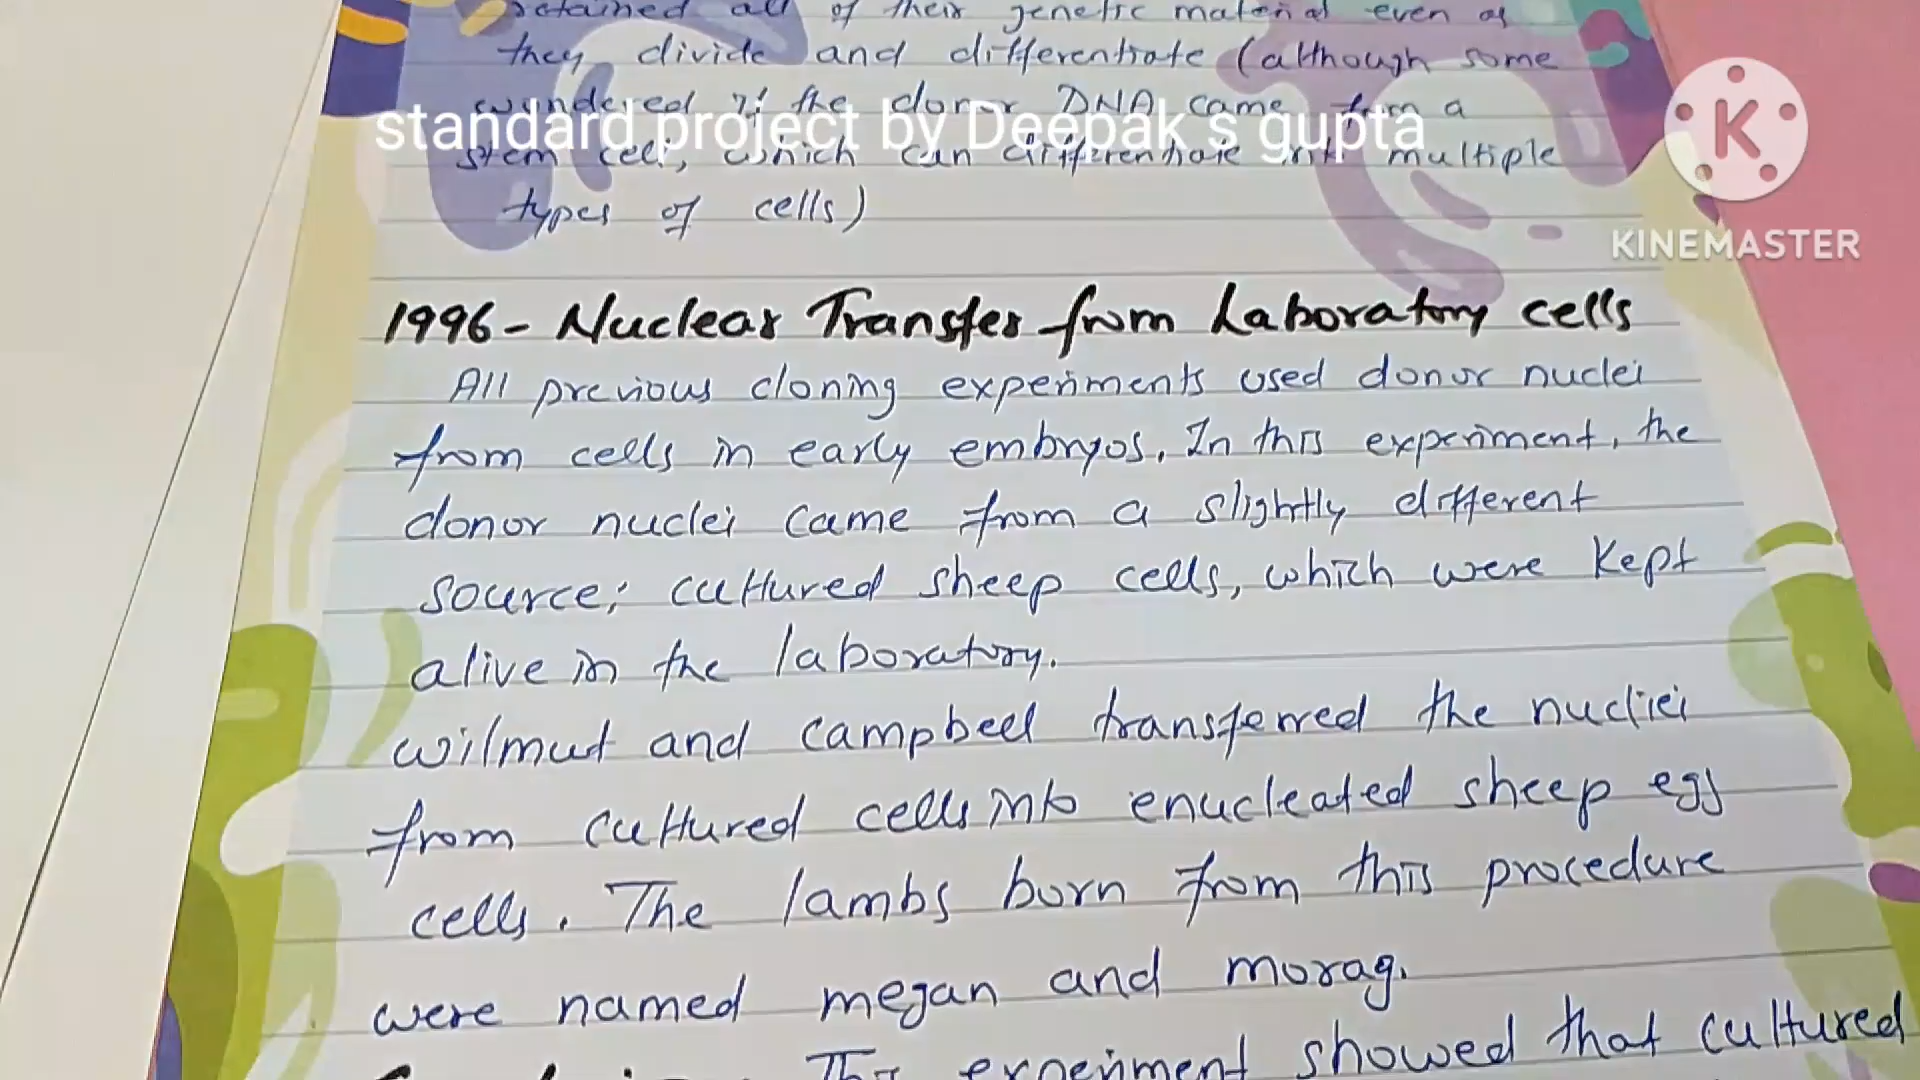 retained all of their genetic material even as
they divide and differentiate (although some
wondered if the donor DNA came from a
standard project by Deepak s gupta
stem cell, which can differentiate into multiple
types of cells)
KINEMASTER
1996 - Nuclear Transfer from Laboratory cells
All previous cloning experiments used donor nuclei
from cells in early embryos. In this experiment, the
donor nuclei came from a slightly different
source: cultured sheep cells, which were kept
alive in the laboratory.
wilmut and campbell transferred the nucliei
from cultured cells into enucleated sheep egg
cells. The lambs born from this procedure
were named megan and morag.
This experiment showed that cultured